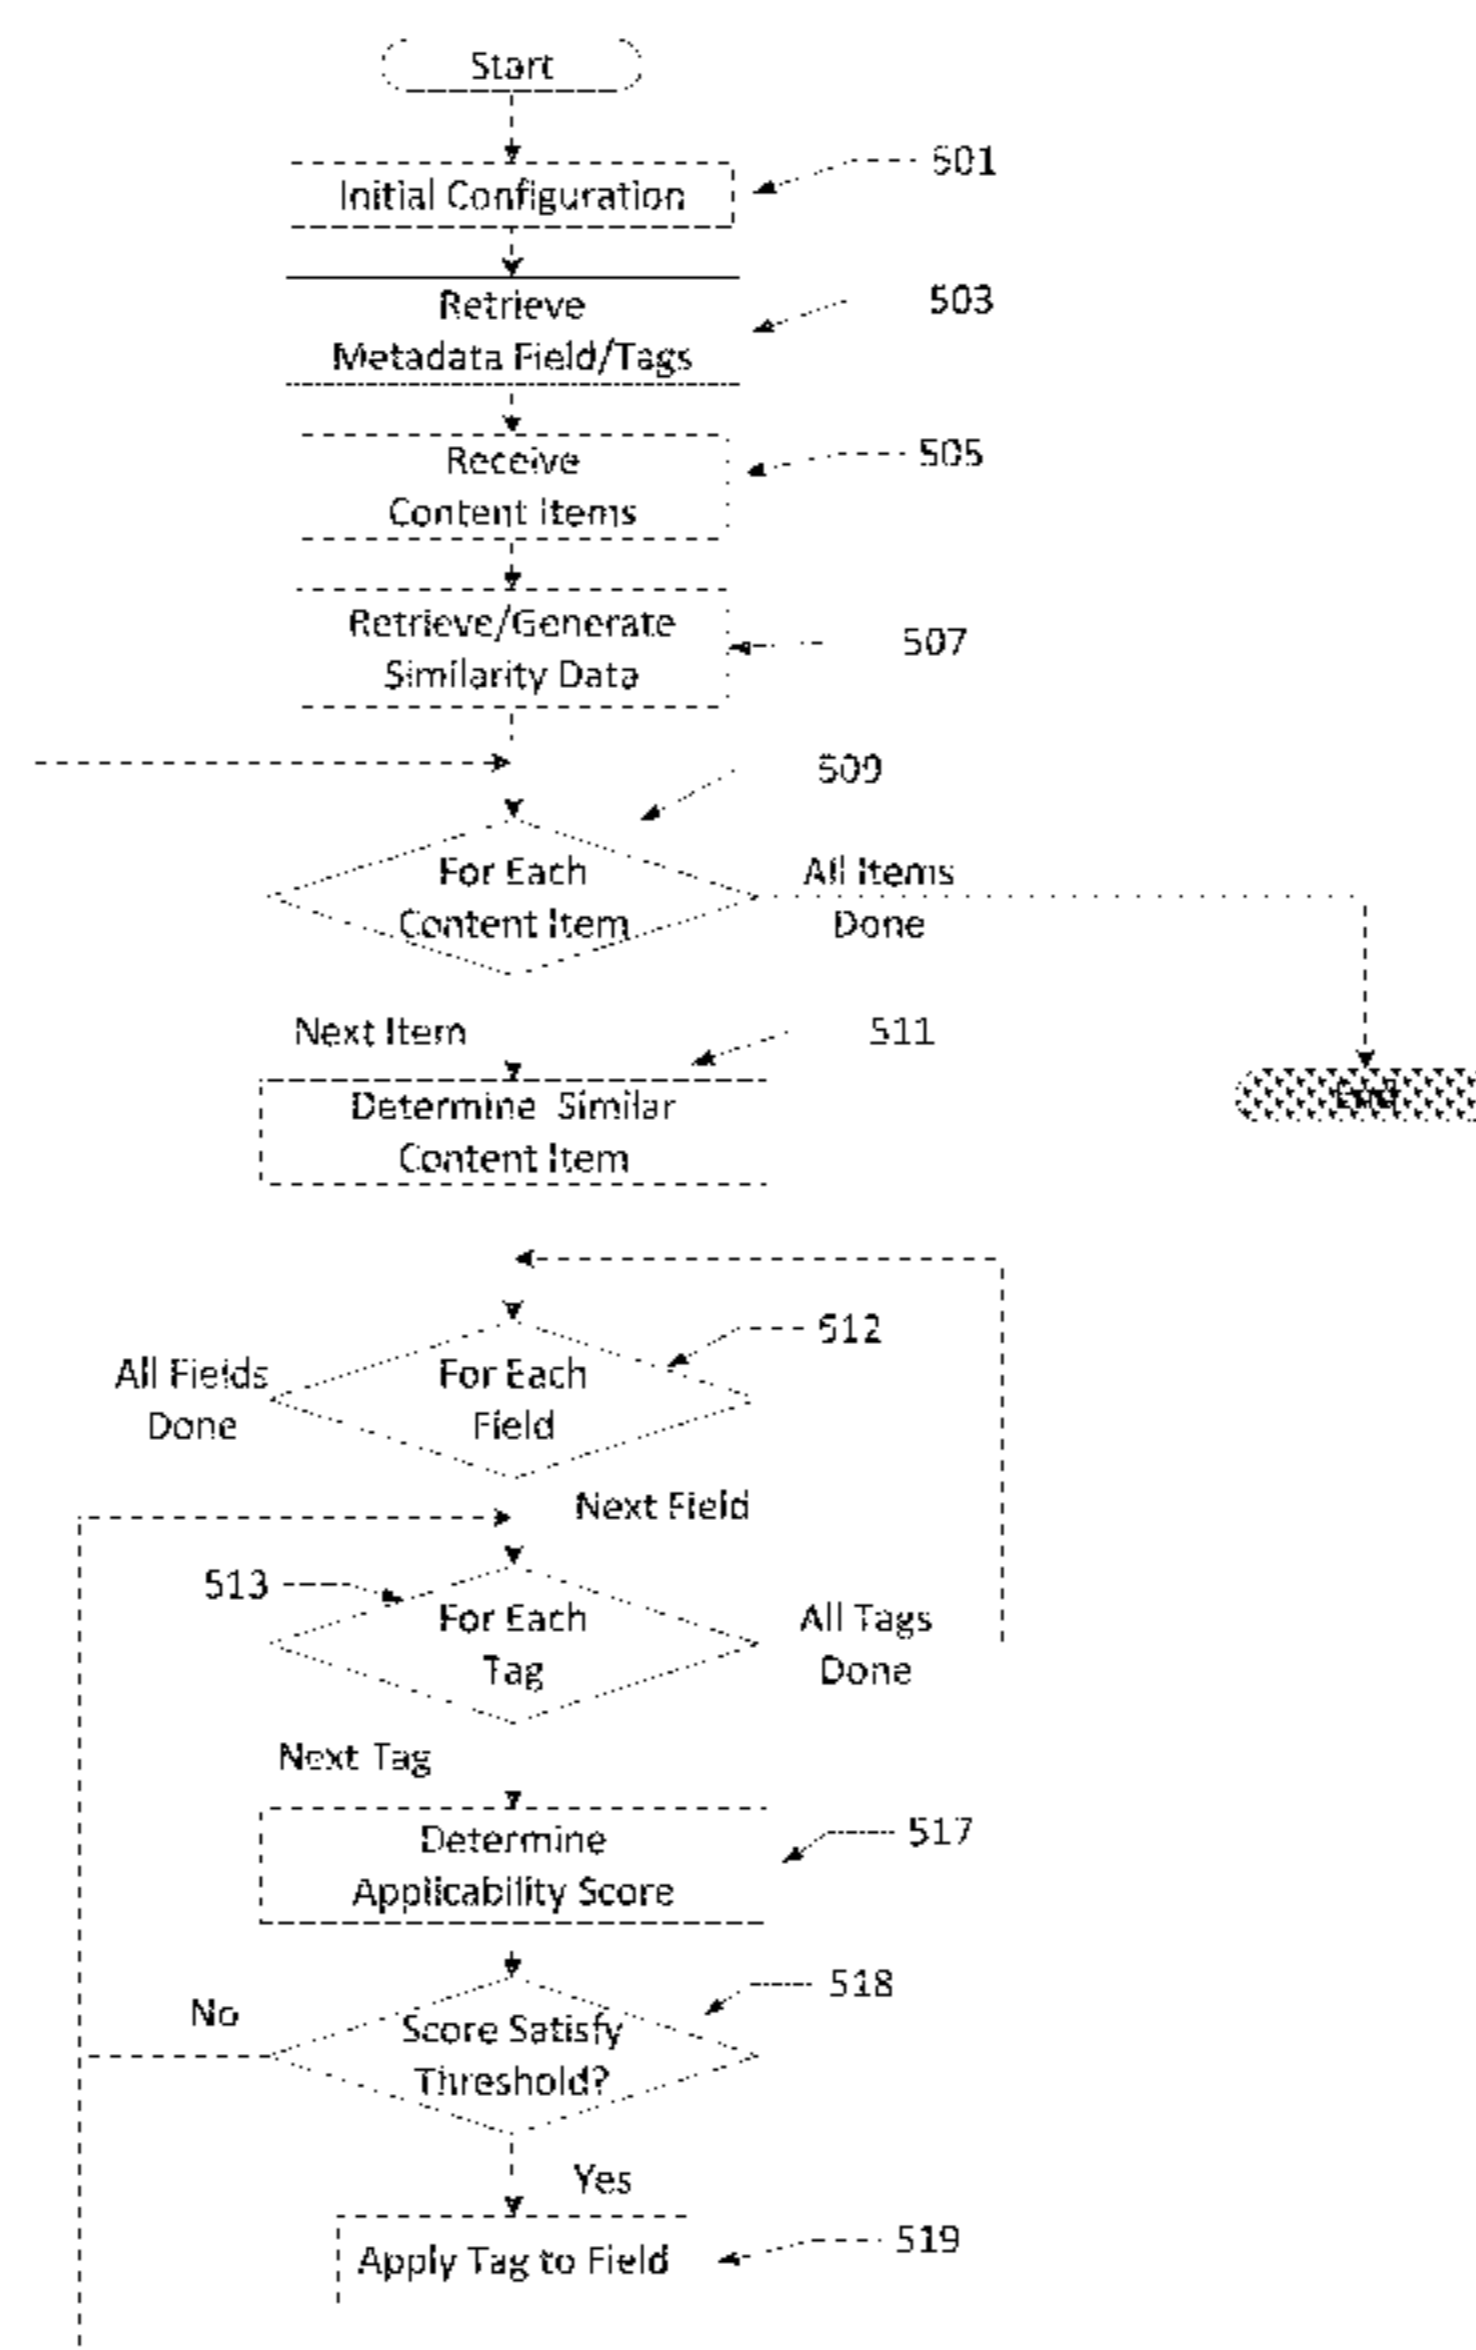 Start
501
Initial Configuration
503
Retrieve
Metadata Field/Tags
505
Receive
Content Items
507
Retrieve/Generate
Similarity Data
509
For Each
Content Item
All Items
Done
Next Item
511
Determine Similar
Content Item
End
512
All Fields
Done
For Each
Field
Next Field
513
For Each
Tag
All Tags
Done
Next Tag
517
Determine
Applicability Score
518
No
Score Satisfy
Threshold?
Yes
519
Apply Tag to Field